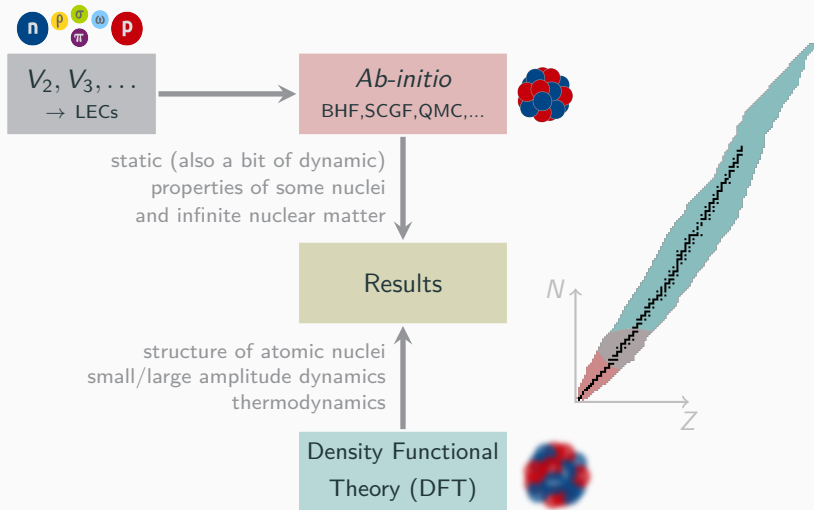 n ρ σ ω π p
V₂, V₃, ...
→ LECs
Ab-initio
BHF,SCGF,QMC,...
static (also a bit of dynamic)
properties of some nuclei
and infinite nuclear matter
Results
structure of atomic nuclei
small/large amplitude dynamics
thermodynamics
Density Functional
Theory (DFT)
N
Z